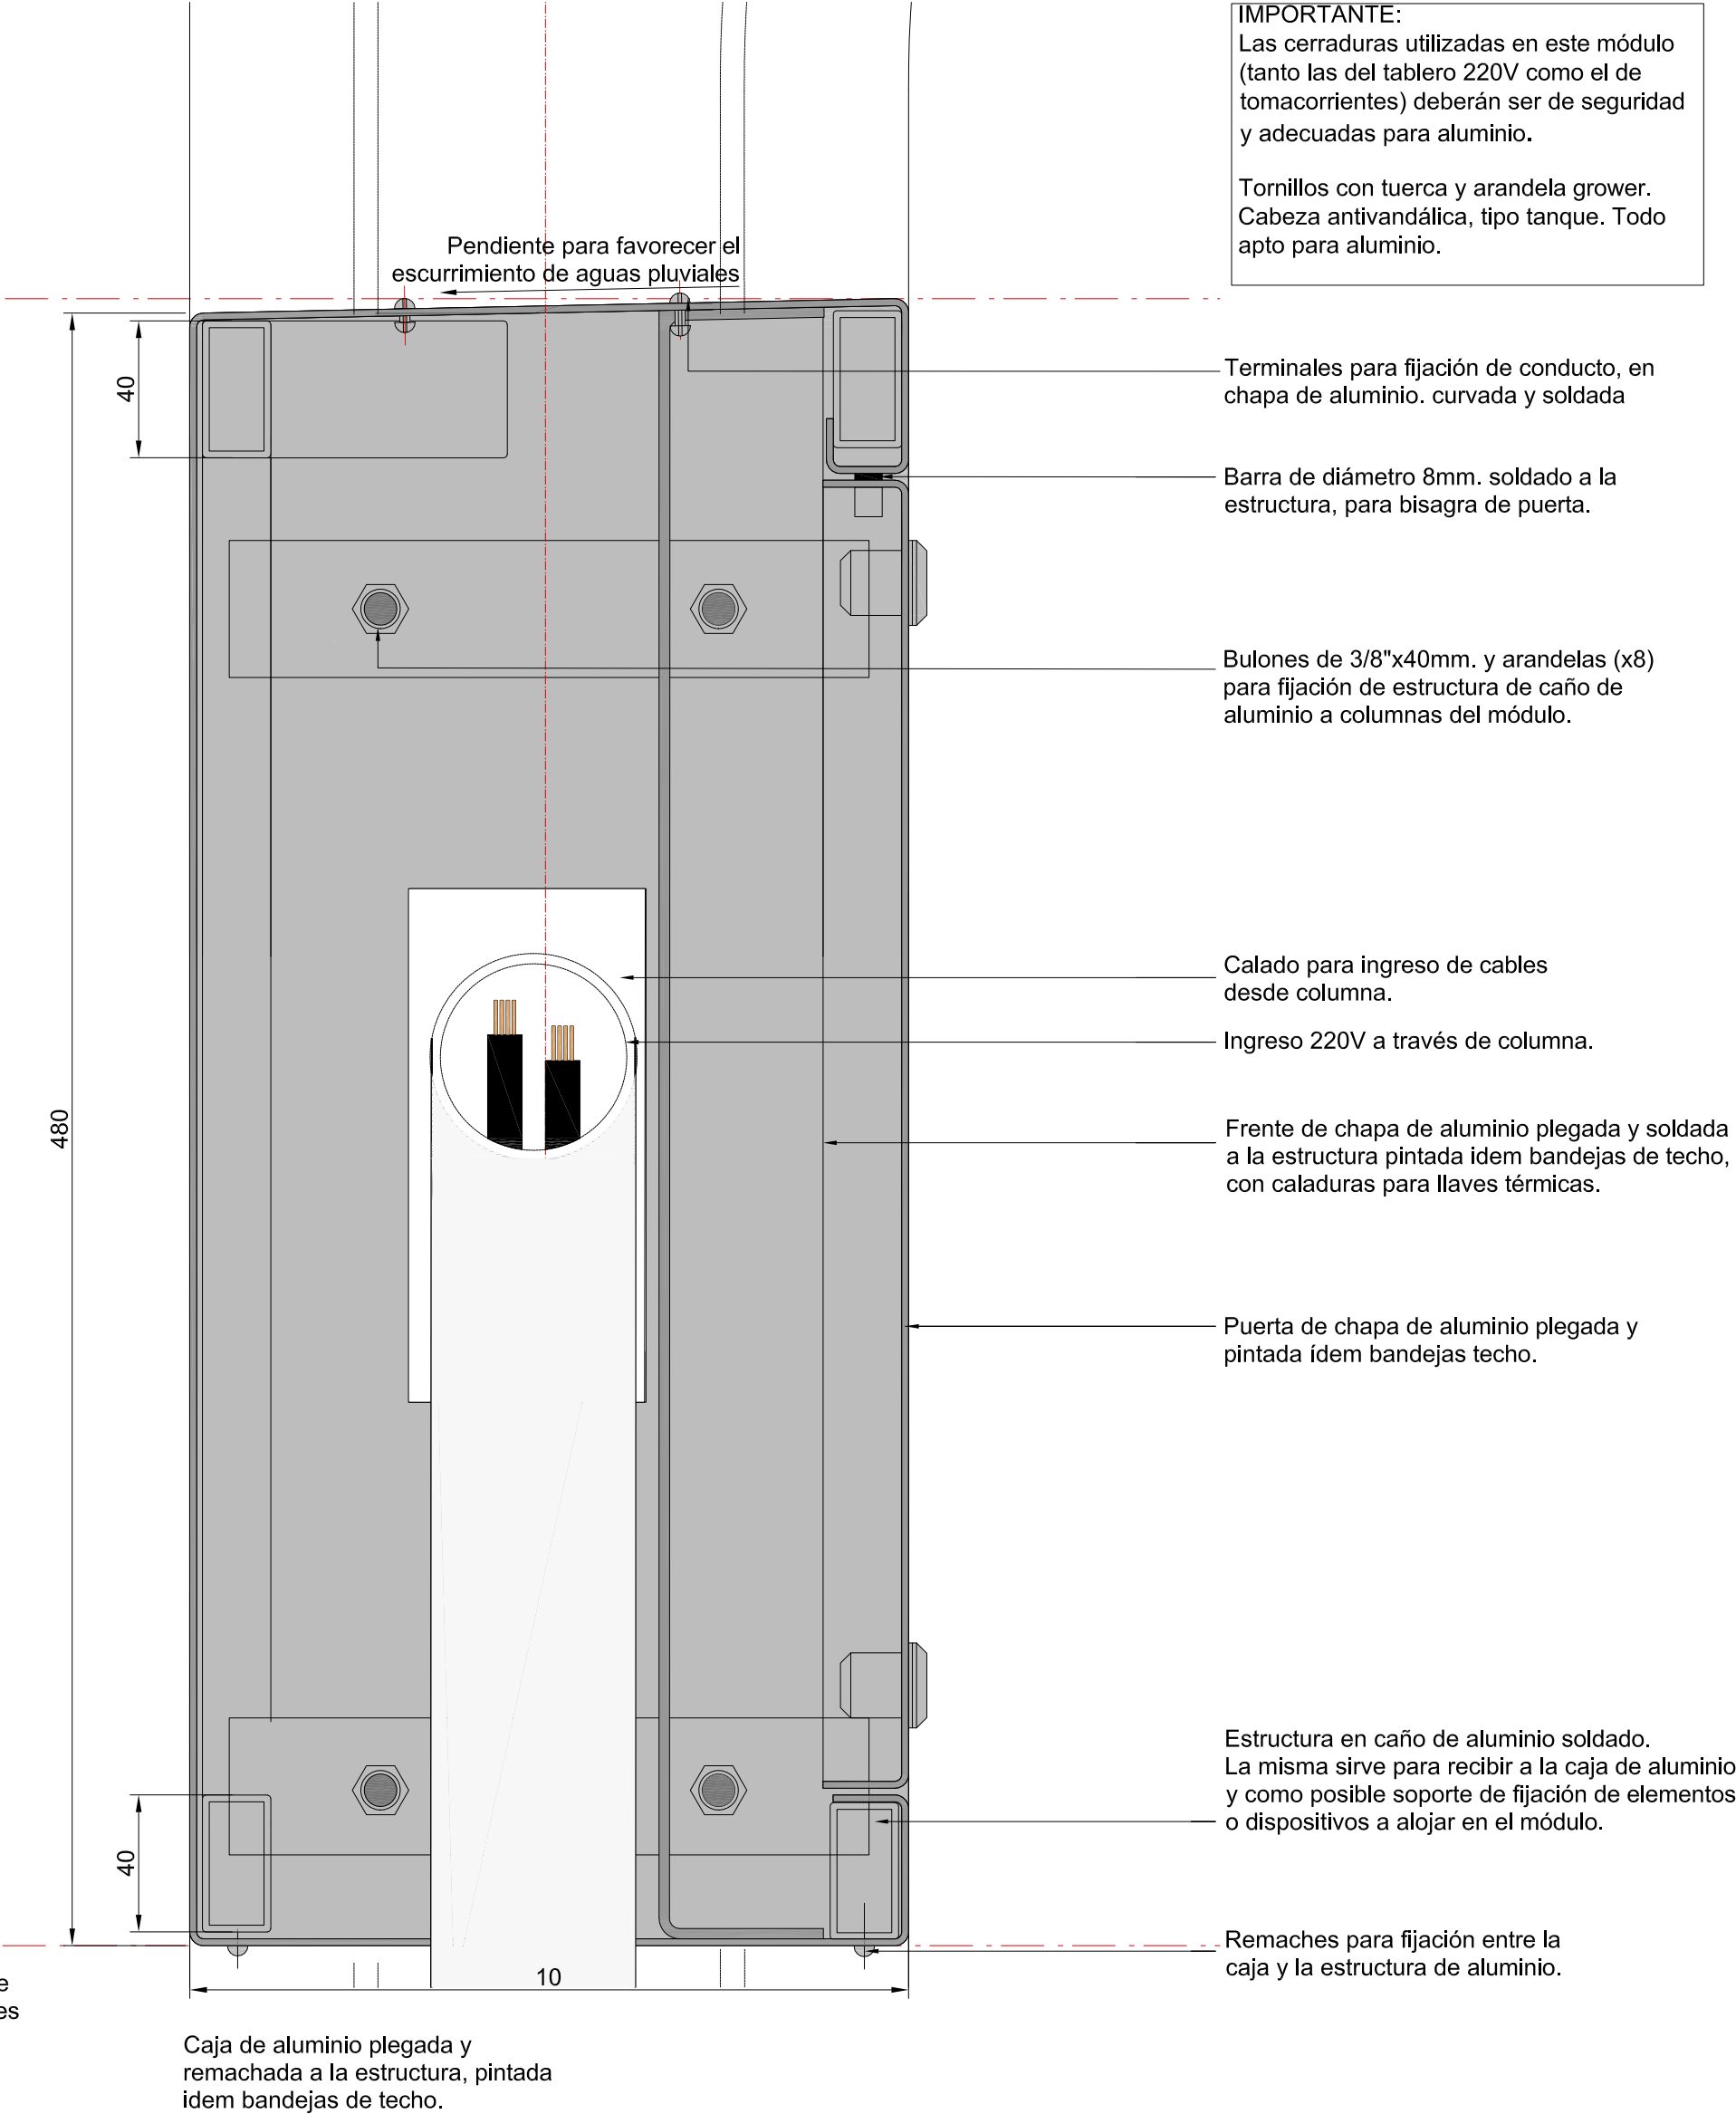 IMPORTANTE:
Las cerraduras utilizadas en este módulo
(tanto las del tablero 220V como el de
tomacorrientes) deberán ser de seguridad
y adecuadas para aluminio.
Tornillos con tuerca y arandela grower.
Cabeza antivandálica, tipo tanque. Todo
apto para aluminio.
Pendiente para favorecer el
escurrimiento de aguas pluviales
40
Terminales para fijación de conducto, en
chapa de aluminio. curvada y soldada
Barra de diámetro 8mm. soldado a la
estructura, para bisagra de puerta.
Bulones de 3/8"x40mm. y arandelas (x8)
para fijación de estructura de caño de
aluminio a columnas del módulo.
Calado para ingreso de cables
desde columna.
Ingreso 220V a través de columna.
480
Frente de chapa de aluminio plegada y soldada
a la estructura pintada idem bandejas de techo,
con caladuras para llaves térmicas.
Puerta de chapa de aluminio plegada y
pintada ídem bandejas techo.
Estructura en caño de aluminio soldado.
La misma sirve para recibir a la caja de aluminio
y como posible soporte de fijación de elementos
o dispositivos a alojar en el módulo.
40
Remaches para fijación entre la
caja y la estructura de aluminio.
10
e
es
Caja de aluminio plegada y
remachada a la estructura, pintada
idem bandejas de techo.